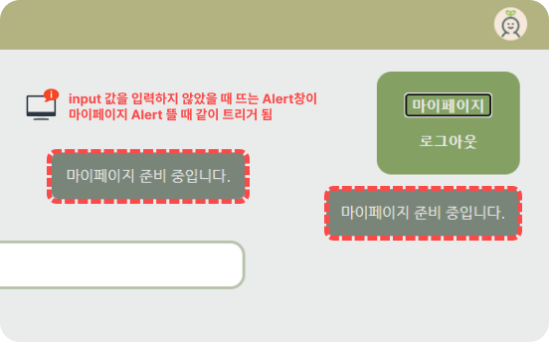 input 값을 입력하지 않았을 때 뜨는 Alert창이
마이페이지 Alert 뜰 때 같이 트리거 됨
마이페이지
로그아웃
마이페이지 준비 중입니다.
마이페이지 준비 중입니다.